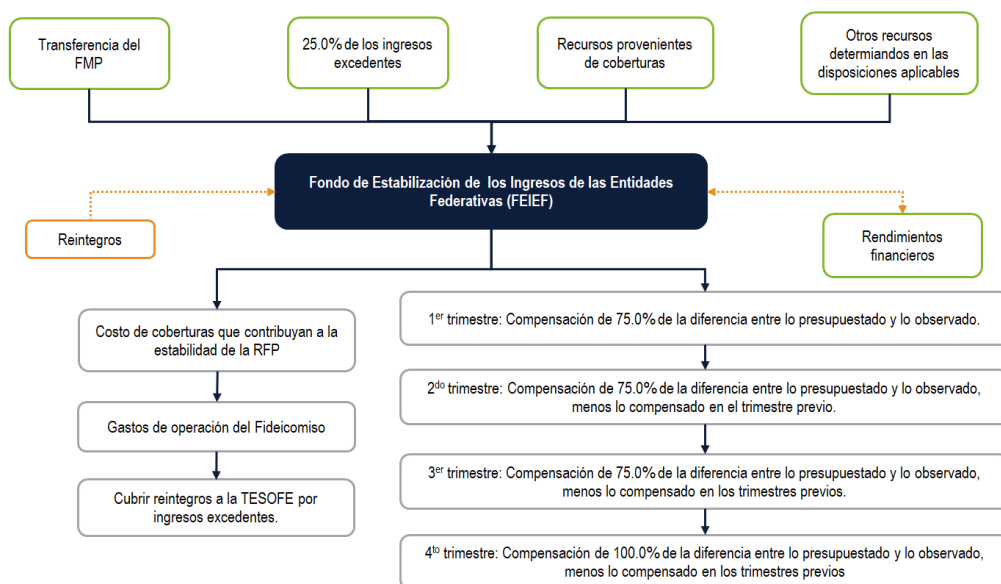 Transferencia del
FMP
25.0% de los ingresos
excedentes
Recursos provenientes
de coberturas
Otros recursos
determiandos en las
disposiciones aplicables
Fondo de Estabilización de los Ingresos de las Entidades
Federativas (FEIEF)
Reintegros
Rendimientos
financieros
Costo de coberturas que contribuyan a la
estabilidad de la RFP
Gastos de operación del Fideicomiso
Cubrir reintegros a la TESOFE por
ingresos excedentes.
1er trimestre: Compensación de 75.0% de la diferencia entre lo presupuestado y lo observado.
2do trimestre: Compensación de 75.0% de la diferencia entre lo presupuestado y lo observado,
menos lo compensado en el trimestre previo.
3er trimestre: Compensación de 75.0% de la diferencia entre lo presupuestado y lo observado,
menos lo compensado en los trimestres previos.
4to trimestre: Compensación de 100.0% de la diferencia entre lo presupuestado y lo observado,
menos lo compensado en los trimestres previos